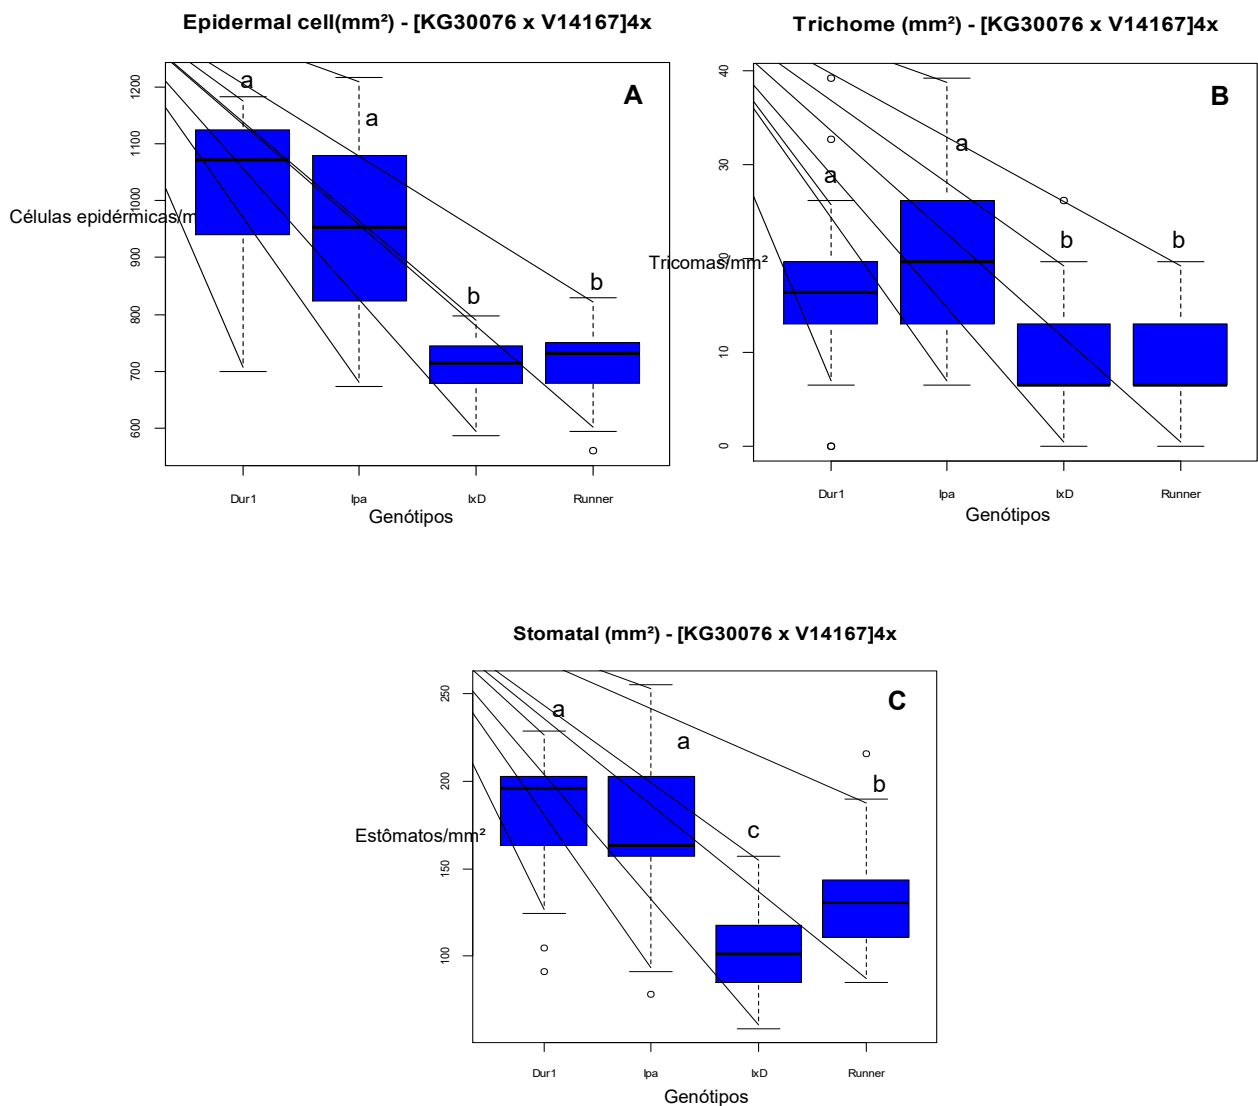 Epidermal cell(mm²) - [KG30076 x V14167]4x
A
1200
1100
1000
900
800
700
600
Células epidérmicas/m
a
a
b
b
Dur1
Ipa
IxD
Runner
Genótipos
Trichome (mm²) - [KG30076 x V14167]4x
B
40
30
20
10
0
Tricomas/mm²
a
a
b
b
Dur1
Ipa
IxD
Runner
Genótipos
Stomatal (mm²) - [KG30076 x V14167]4x
C
250
200
150
100
Estômatos/mm²
a
a
c
b
Dur1
Ipa
IxD
Runner
Genótipos